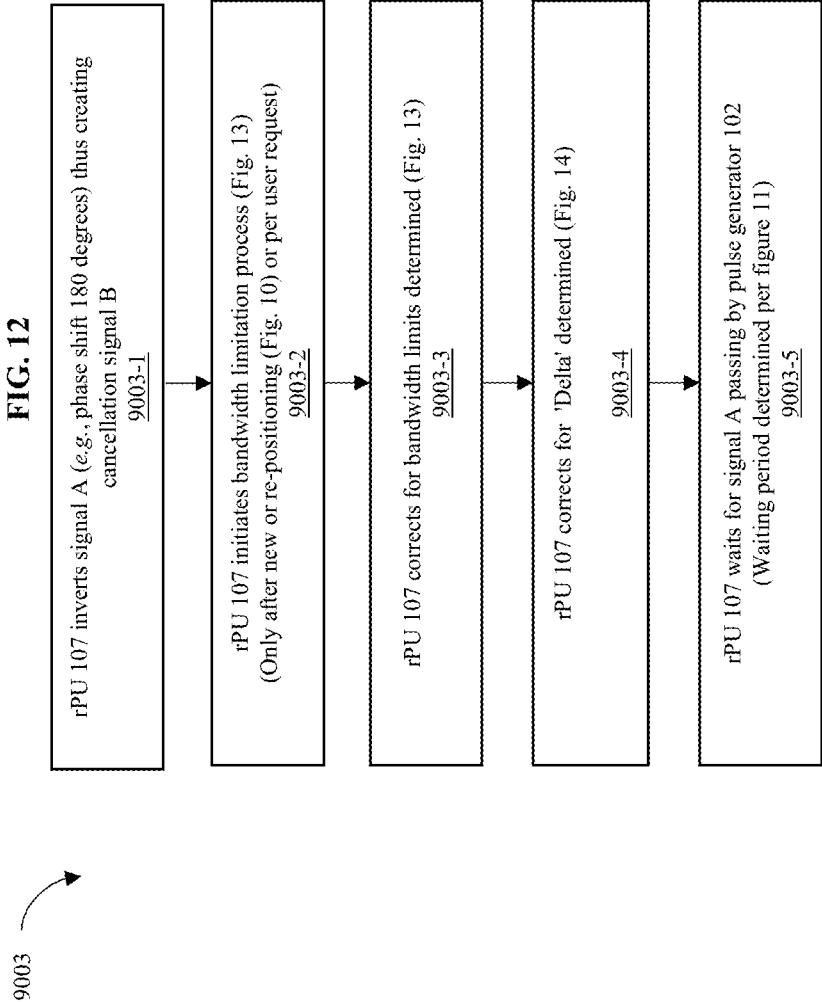 FIG. 12
9003
rPU 107 inverts signal A (e.g., phase shift 180 degrees) thus creating
cancellation signal B
9003-1
rPU 107 initiates bandwidth limitation process (Fig. 13)
(Only after new or re-positioning (Fig. 10) or per user request)
9003-2
rPU 107 corrects for bandwidth limits determined (Fig. 13)
9003-3
rPU 107 corrects for 'Delta' determined (Fig. 14)
9003-4
rPU 107 waits for signal A passing by pulse generator 102
(Waiting period determined per figure 11)
9003-5